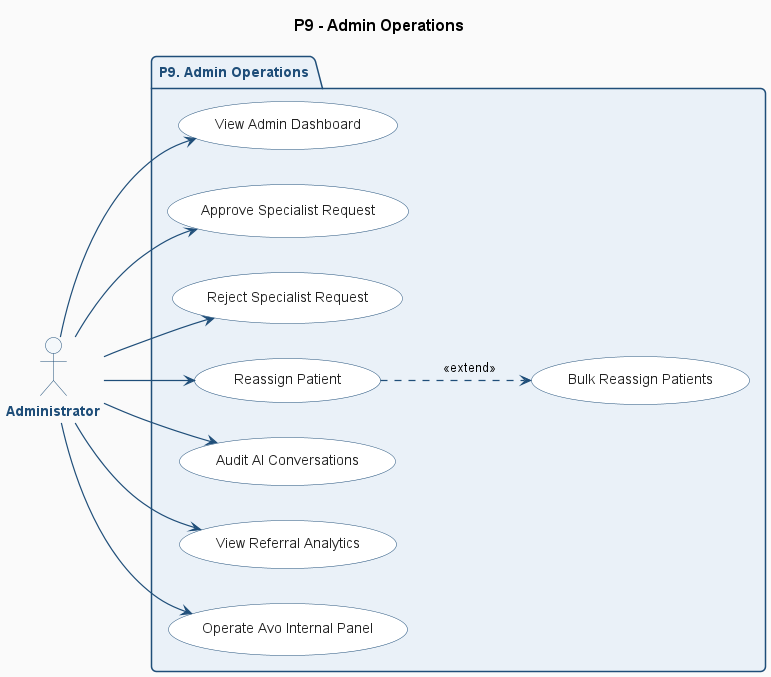 P9 - Admin Operations
P9. Admin Operations
View Admin Dashboard
Approve Specialist Request
Reject Specialist Request
Reassign Patient
«extend»
Bulk Reassign Patients
Administrator
Audit AI Conversations
View Referral Analytics
Operate Avo Internal Panel